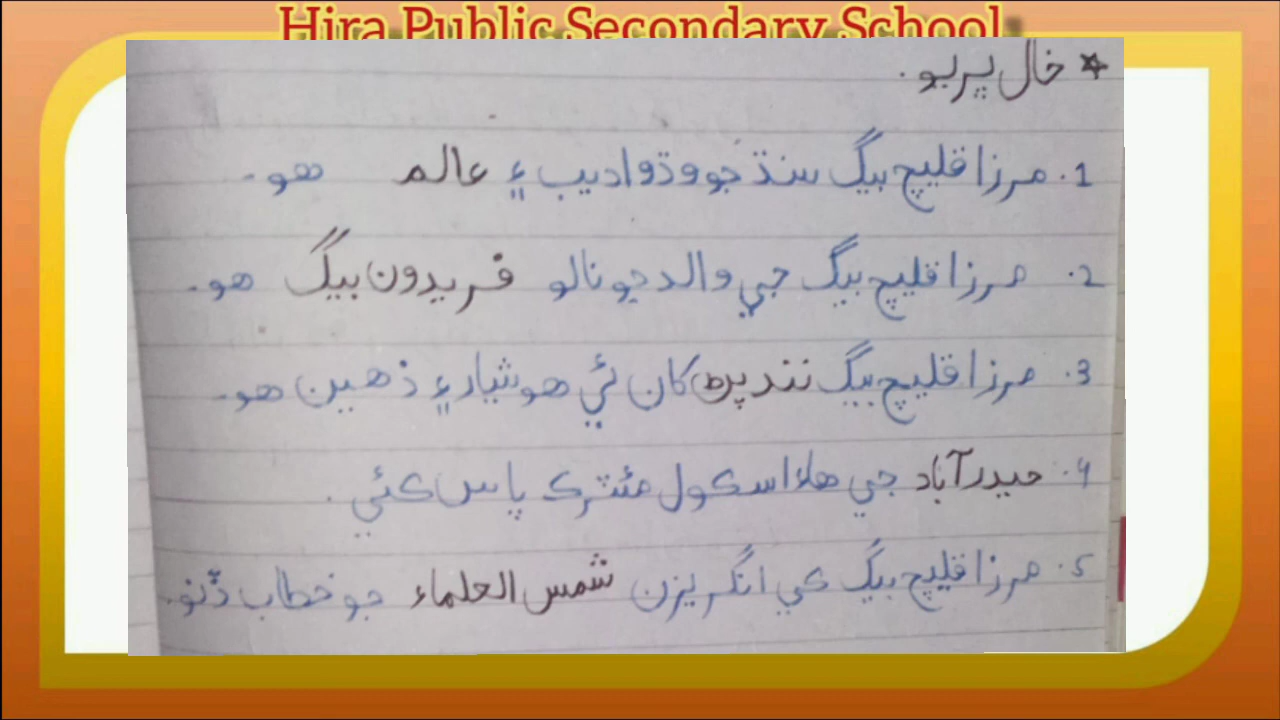 Hira Public Secondary School
* خال ڀريو.
1. مرزا قليچ بيگ سنڌ جو وڏو اديب ۽ عالم هو.
2. مرزا قليچ بيگ جي والد جو نالو فريدون بيگ هو.
3. مرزا قليچ بيگ ننڍپڻ کان ئي هوشيار ۽ ذهين هو.
4. حيدرآباد جي هاءِ اسڪول مئٽرڪ پاس ڪئي.
5. مرزا قليچ بيگ کي انگريزن شمس العلماء جو خطاب ڏنو.